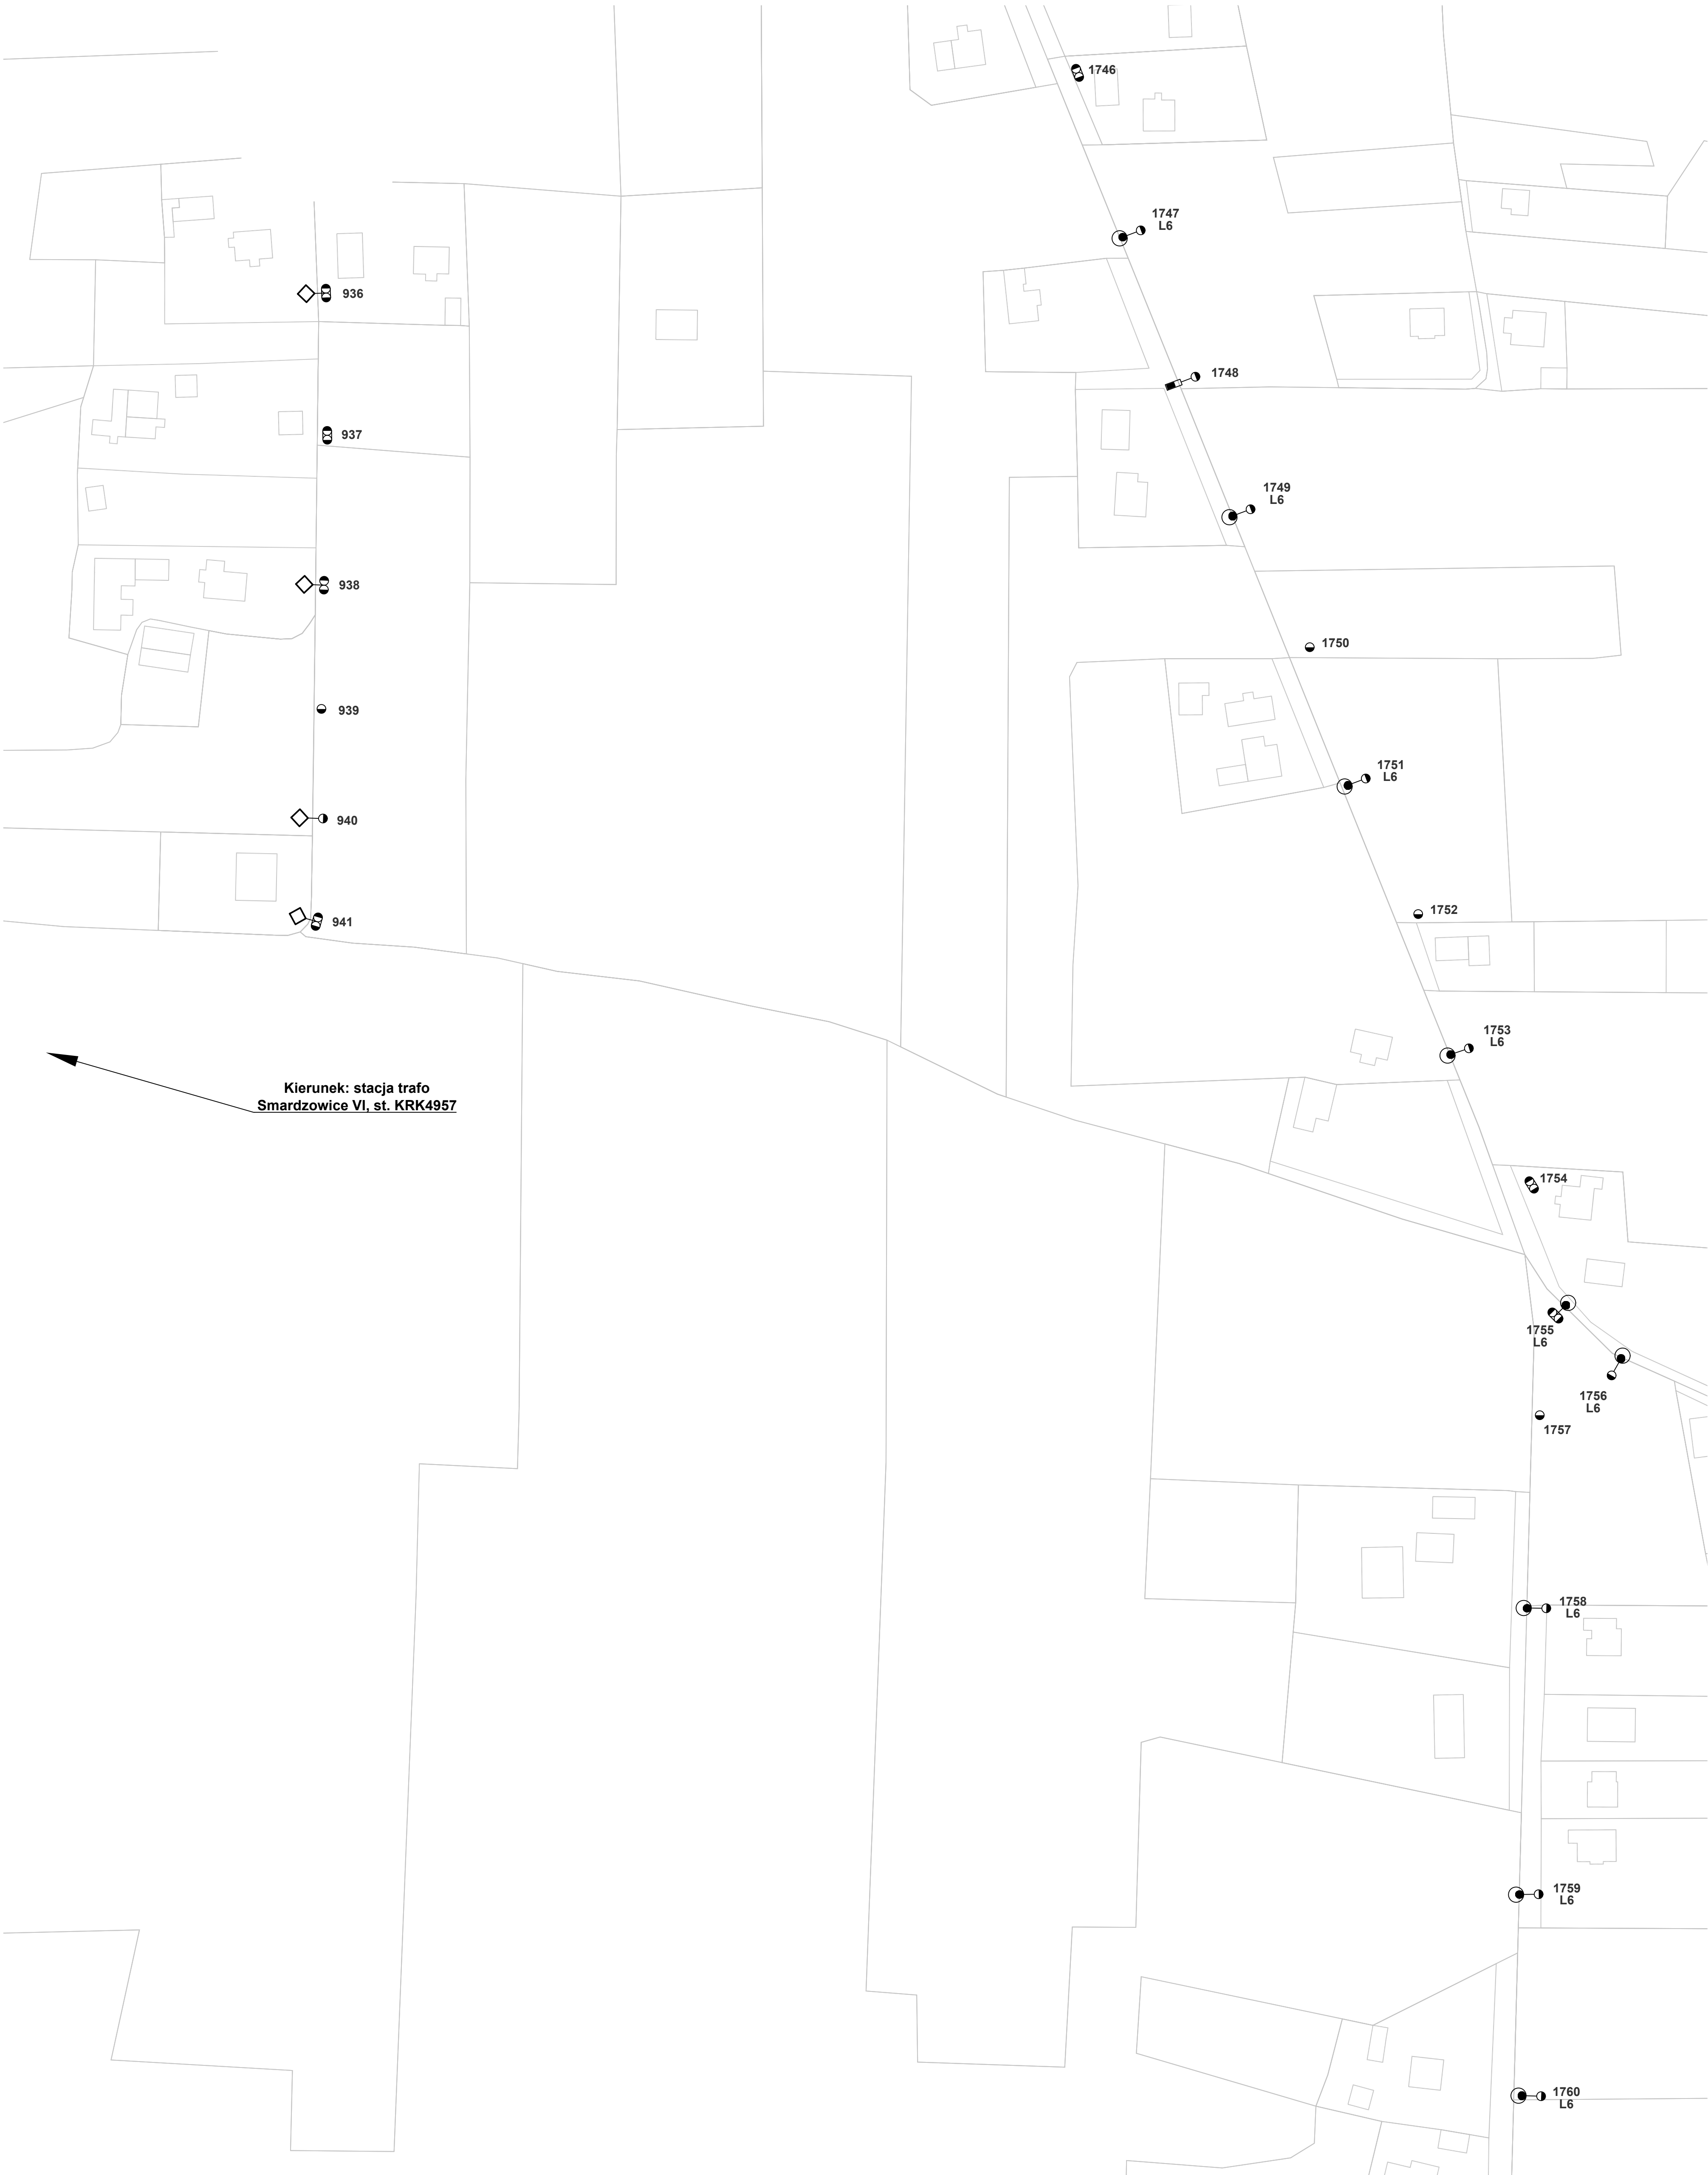 1746
1747
L6
936
1748
937
1749
L6
938
1750
939
1751
L6
940
1752
941
1753
L6
Kierunek: stacja trafo
Smardzowice VI, st. KRK4957
1754
1755
L6
1756
L6
1757
1758
L6
1759
L6
1760
L6